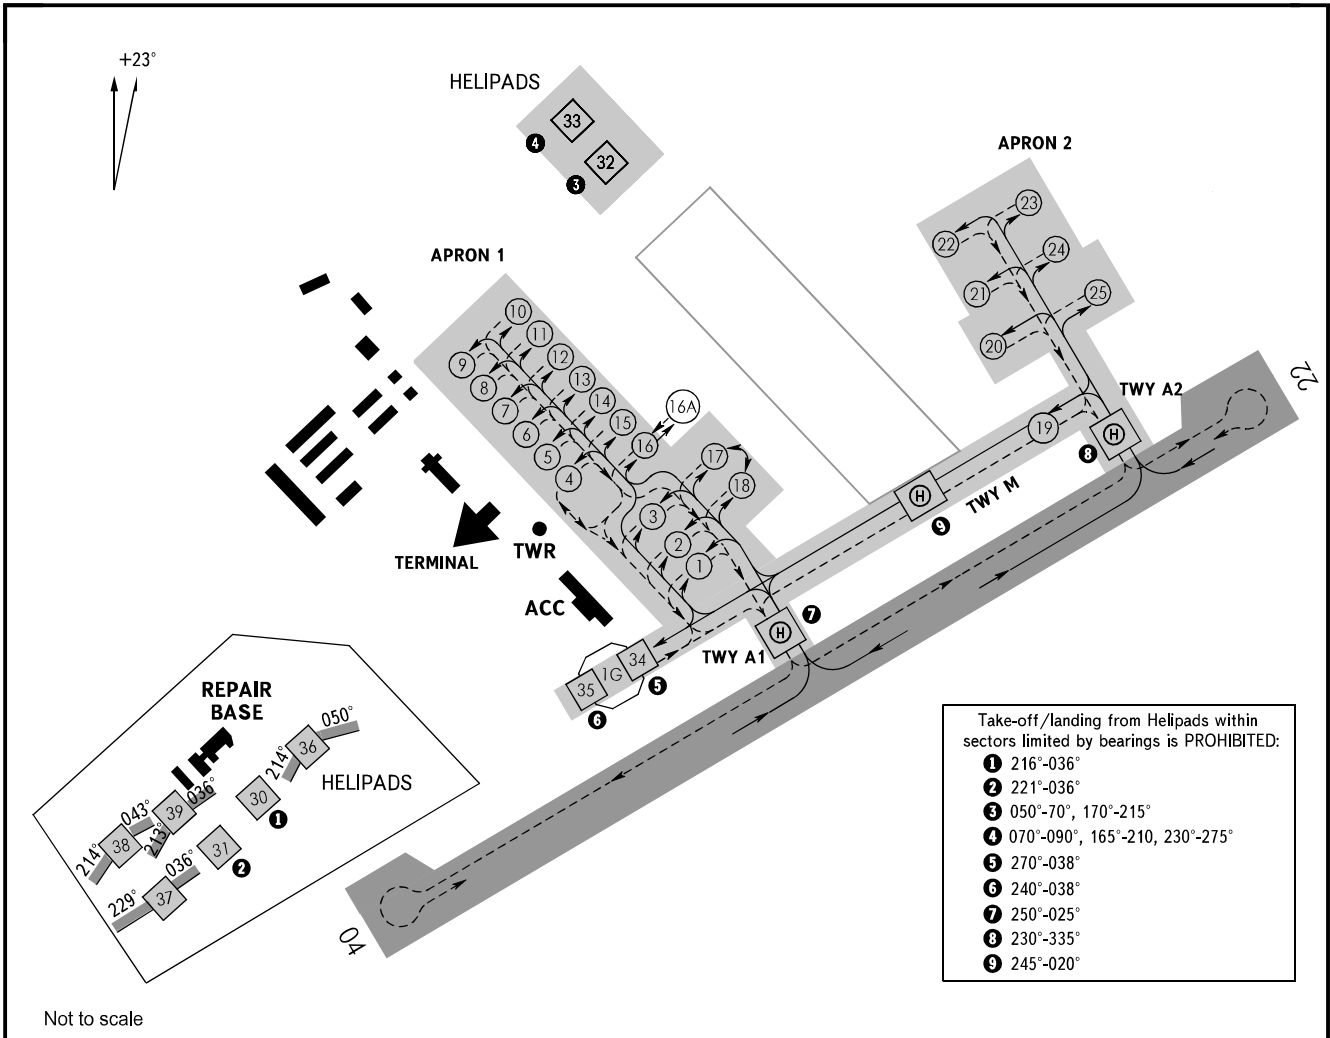 +23°
HELIPADS
33
4
32
3
APRON 2
23
22
24
21
25
20
APRON 1
10
11
9
12
8
13
7
14
6
15
5
16
4
16A
17
18
3
2
1
19
TWY A2
22
H
8
H
9
TWY M
TERMINAL
TWR
ACC
7
H
TWY A1
34
1G
35
5
6
REPAIR
BASE
050°
36
214°
HELIPADS
30
1
036°
39
043°
213°
38
214°
31
2
036°
37
229°
04
Take-off/landing from Helipads within
sectors limited by bearings is PROHIBITED:
1 216°-036°
2 221°-036°
3 050°-70°, 170°-215°
4 070°-090°, 165°-210, 230°-275°
5 270°-038°
6 240°-038°
7 250°-025°
8 230°-335°
9 245°-020°
Not to scale